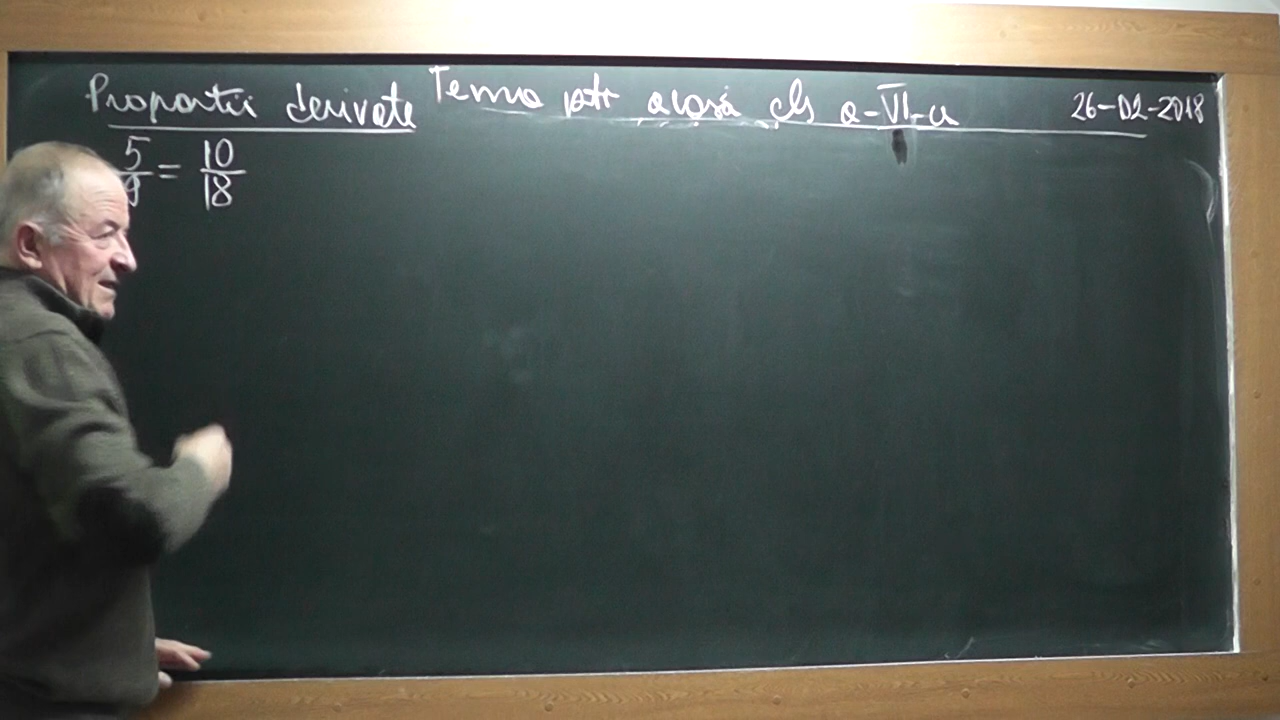 Proportii derivate Tema ptr acasă cls a-VI-a 26-02-2018
5/9 = 10/18